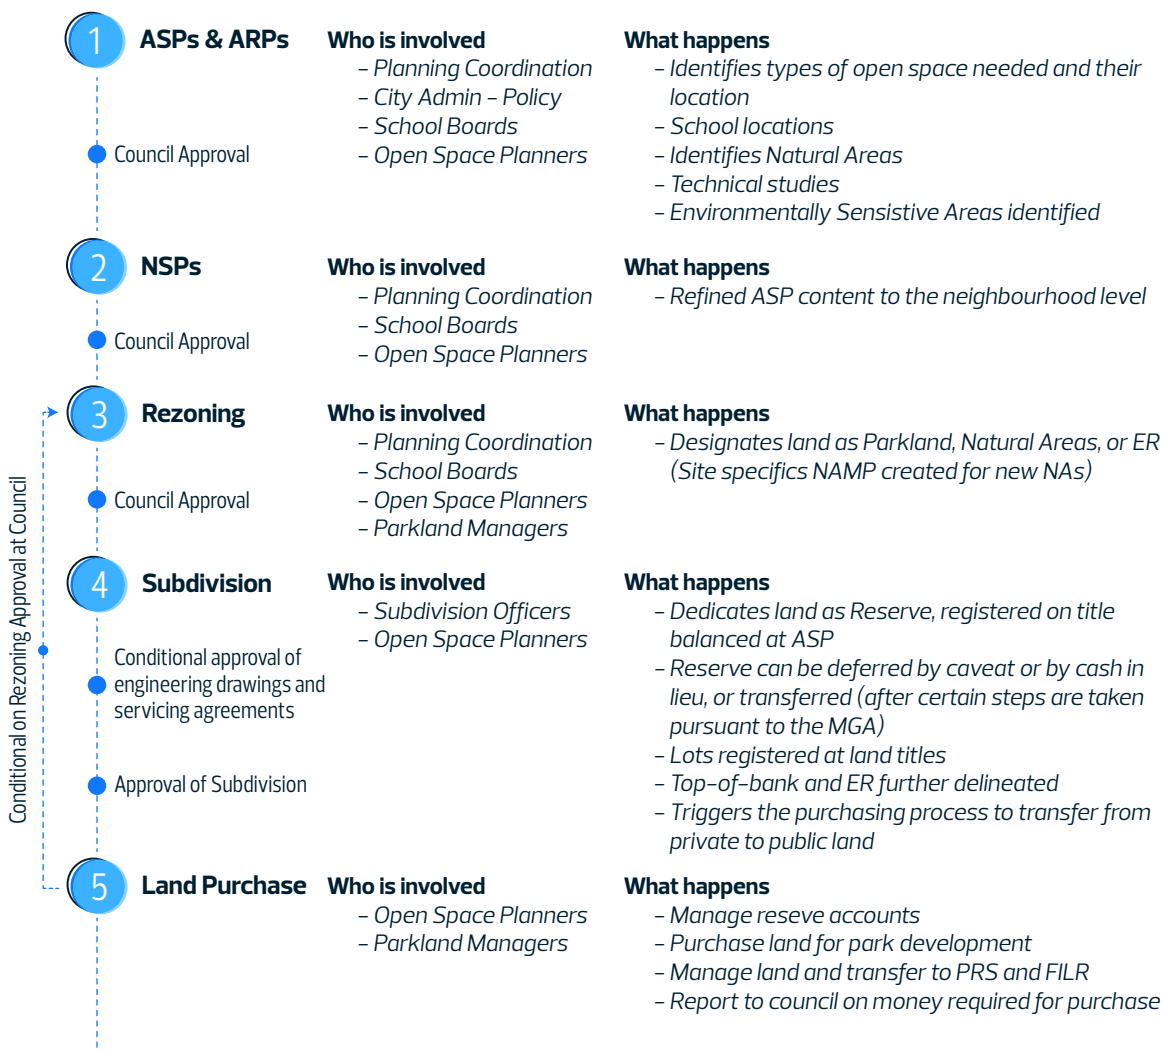 1
ASPs & ARPs
Council Approval
Who is involved
– Planning Coordination
– City Admin – Policy
– School Boards
– Open Space Planners
What happens
– Identifies types of open space needed and their
location
– School locations
– Identifies Natural Areas
– Technical studies
– Environmentally Sensistive Areas identified
2
NSPs
Council Approval
Who is involved
– Planning Coordination
– School Boards
– Open Space Planners
What happens
– Refined ASP content to the neighbourhood level
3
Rezoning
Council Approval
Who is involved
– Planning Coordination
– School Boards
– Open Space Planners
– Parkland Managers
What happens
– Designates land as Parkland, Natural Areas, or ER
(Site specifics NAMP created for new NAs)
Conditional on Rezoning Approval at Council
4
Subdivision
Conditional approval of
engineering drawings and
servicing agreements
Approval of Subdivision
Who is involved
– Subdivision Officers
– Open Space Planners
What happens
– Dedicates land as Reserve, registered on title
balanced at ASP
– Reserve can be deferred by caveat or by cash in
lieu, or transferred (after certain steps are taken
pursuant to the MGA)
– Lots registered at land titles
– Top-of-bank and ER further delineated
– Triggers the purchasing process to transfer from
private to public land
5
Land Purchase
Who is involved
– Open Space Planners
– Parkland Managers
What happens
– Manage reseve accounts
– Purchase land for park development
– Manage land and transfer to PRS and FILR
– Report to council on money required for purchase